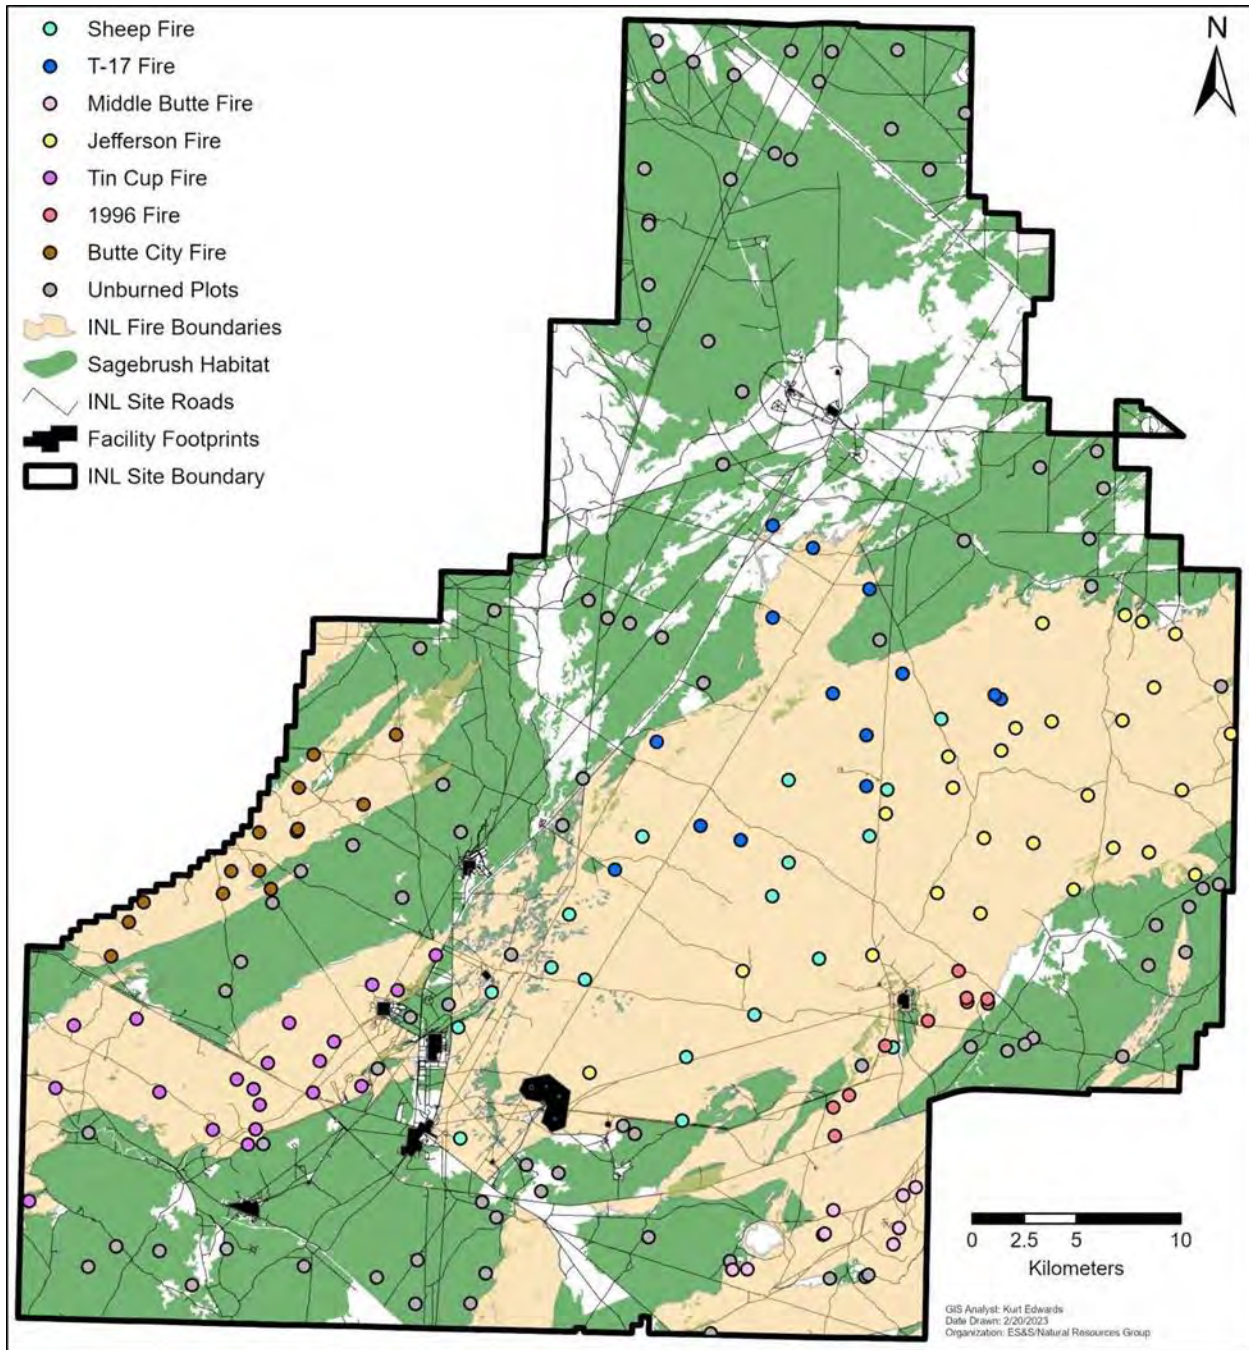 Sheep Fire
T-17 Fire
Middle Butte Fire
Jefferson Fire
Tin Cup Fire
1996 Fire
Butte City Fire
Unburned Plots
INL Fire Boundaries
Sagebrush Habitat
INL Site Roads
Facility Footprints
INL Site Boundary
N
0 2.5 5 10
Kilometers
GIS Analyst: Kurt Edwards
Date Drawn: 2/20/2023
Organization: ES&S/Natural Resources Group